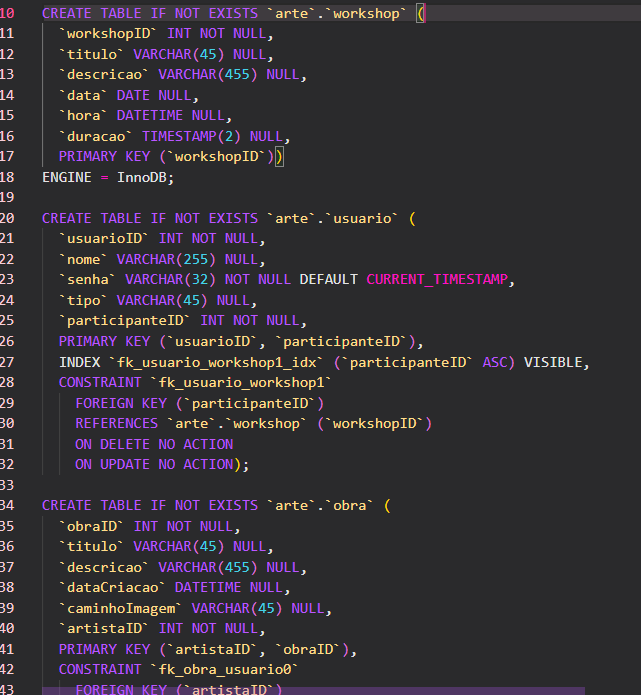 10 CREATE TABLE IF NOT EXISTS `arte`.`workshop` (
11 `workshopID` INT NOT NULL,
12 `titulo` VARCHAR(45) NULL,
13 `descricao` VARCHAR(455) NULL,
14 `data` DATE NULL,
15 `hora` DATETIME NULL,
16 `duracao` TIMESTAMP(2) NULL,
17 PRIMARY KEY (`workshopID`))
18 ENGINE = InnoDB;
19
20 CREATE TABLE IF NOT EXISTS `arte`.`usuario` (
21 `usuarioID` INT NOT NULL,
22 `nome` VARCHAR(255) NULL,
23 `senha` VARCHAR(32) NOT NULL DEFAULT CURRENT_TIMESTAMP,
24 `tipo` VARCHAR(45) NULL,
25 `participanteID` INT NOT NULL,
26 PRIMARY KEY (`usuarioID`, `participanteID`),
27 INDEX `fk_usuario_workshop1_idx` (`participanteID` ASC) VISIBLE,
28 CONSTRAINT `fk_usuario_workshop1`
29 FOREIGN KEY (`participanteID`)
30 REFERENCES `arte`.`workshop` (`workshopID`)
31 ON DELETE NO ACTION
32 ON UPDATE NO ACTION);
33
34 CREATE TABLE IF NOT EXISTS `arte`.`obra` (
35 `obraID` INT NOT NULL,
36 `titulo` VARCHAR(45) NULL,
37 `descricao` VARCHAR(455) NULL,
38 `dataCriacao` DATETIME NULL,
39 `caminhoImagem` VARCHAR(45) NULL,
40 `artistaID` INT NOT NULL,
41 PRIMARY KEY (`artistaID`, `obraID`),
42 CONSTRAINT `fk_obra_usuario0`
43 FOREIGN KEY (`artistaID`)